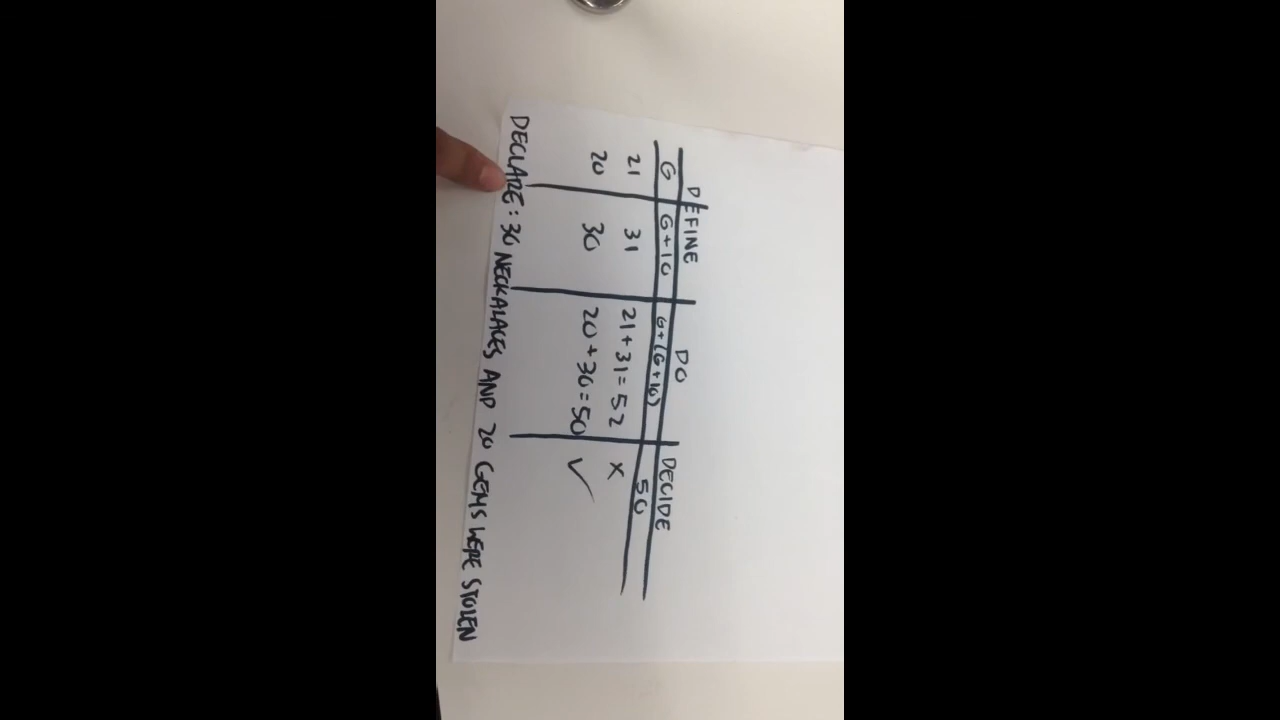 DEFINE DO DECIDE
G G+10 G+(G+10) 50
21 31 21+31=52 x
20 30 20+30=50 ✓
DECLARE: 30 NECKALACES AND 20 GEMS WERE STOLEN